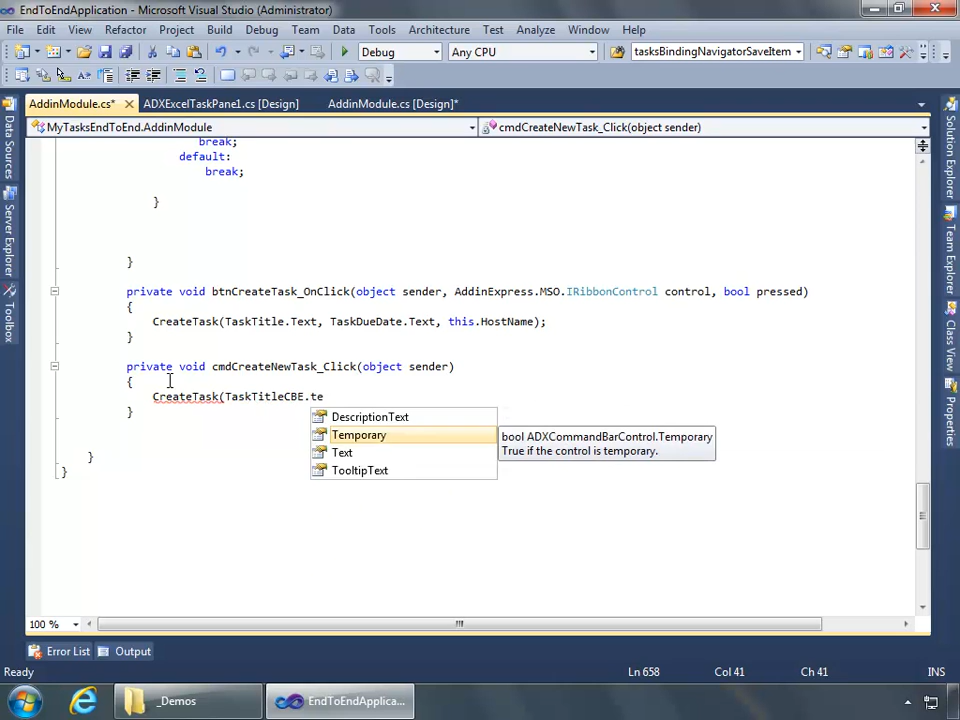 EndToEndApplication - Microsoft Visual Studio (Administrator)
File Edit View Refactor Project Build Debug Team Data Tools Architecture Test Analyze Window Help
Debug Any CPU tasksBindingNavigatorSaveItem
AddinModule.cs* ADXExcelTaskPane1.cs [Design] AddinModule.cs [Design]*
MyTasksEndToEnd.AddinModule cmdCreateNewTask_Click(object sender)
break;
default:
break;
}
}
private void btnCreateTask_OnClick(object sender, AddinExpress.MSO.IRibbonControl control, bool pressed)
{
CreateTask(TaskTitle.Text, TaskDueDate.Text, this.HostName);
}
private void cmdCreateNewTask_Click(object sender)
{
CreateTask(TaskTitleCBE.te
}
DescriptionText
Temporary
Text
TooltipText
bool ADXCommandBarControl.Temporary
True if the control is temporary.
}
}
Data Sources
Server Explorer
Toolbox
Solution Explorer
Team Explorer
Class View
Properties
100 %
Error List Output
Ready Ln 658 Col 41 Ch 41 INS
_Demos EndToEndApplica...